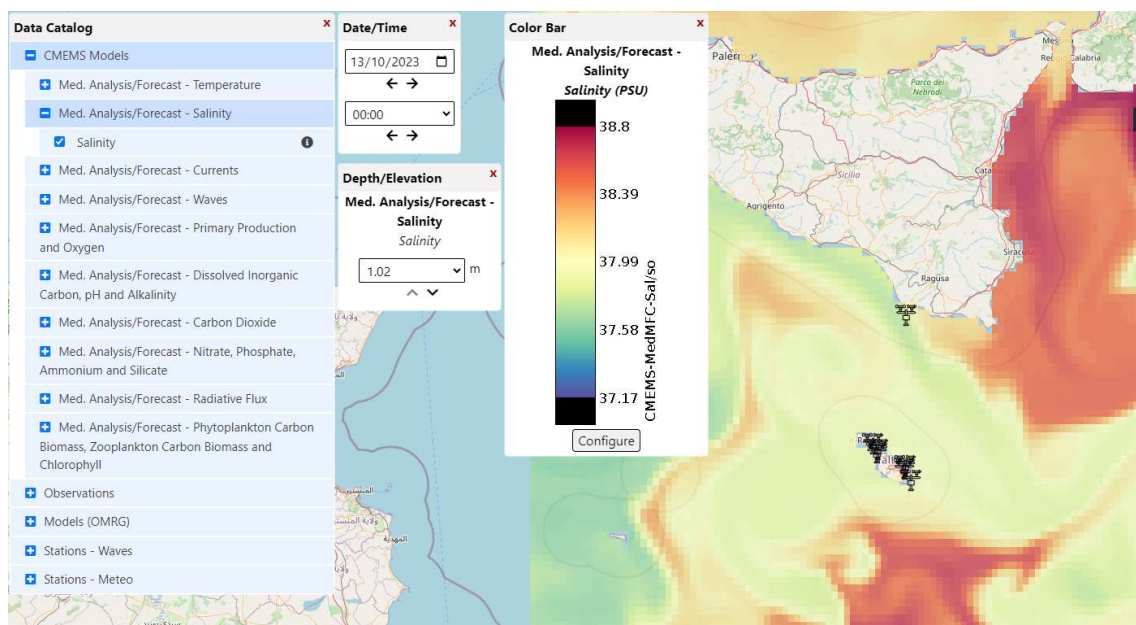 Data Catalog
x
CMEMS Models
Med. Analysis/Forecast - Temperature
Med. Analysis/Forecast - Salinity
Salinity
Med. Analysis/Forecast - Currents
Med. Analysis/Forecast - Waves
Med. Analysis/Forecast - Primary Production
and Oxygen
Med. Analysis/Forecast - Dissolved Inorganic
Carbon, pH and Alkalinity
Med. Analysis/Forecast - Carbon Dioxide
Med. Analysis/Forecast - Nitrate, Phosphate,
Ammonium and Silicate
Med. Analysis/Forecast - Radiative Flux
Med. Analysis/Forecast - Phytoplankton Carbon
Biomass, Zooplankton Carbon Biomass and
Chlorophyll
Observations
Models (OMRG)
Stations - Waves
Stations - Meteo
Date/Time
x
13/10/2023
00:00
Depth/Elevation
x
Med. Analysis/Forecast -
Salinity
Salinity
1.02
m
Color Bar
x
Med. Analysis/Forecast -
Salinity
Salinity (PSU)
38.8
38.39
37.99
37.58
37.17
CMEMS-MedMFC-Sal/so
Configure
Parco dei
Nebrodi
Sicilia
Agrigento
Ragusa
المنستير
المهدية